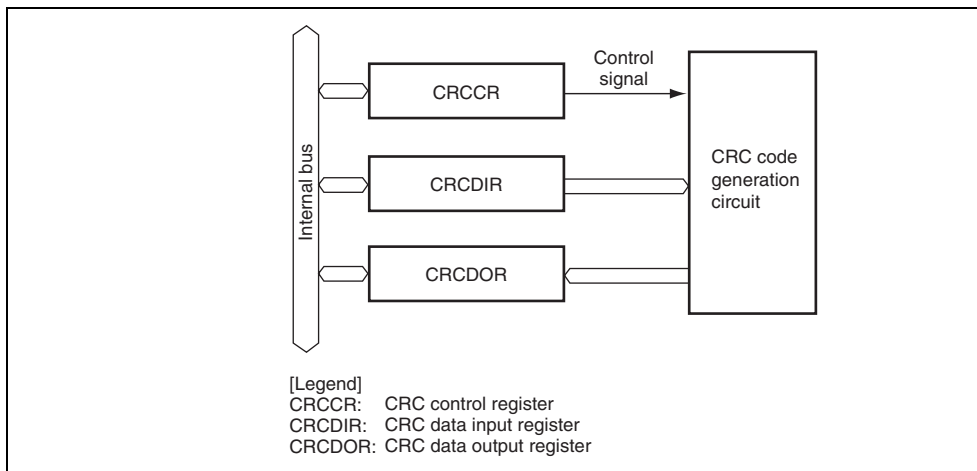 Control
signal
CRCCR
CRC code
generation
circuit
CRCDIR
Internal bus
CRCDOR
[Legend]
CRCCR: CRC control register
CRCDIR: CRC data input register
CRCDOR: CRC data output register